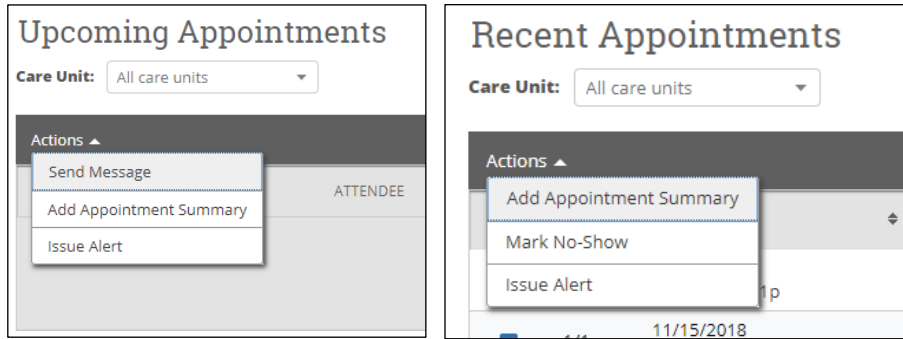 Upcoming Appointments
Care Unit: All care units
Actions
Send Message
ATTENDEE
Add Appointment Summary
Issue Alert
Recent Appointments
Care Unit: All care units
Actions
Add Appointment Summary
Mark No-Show
Issue Alert
1p
11/15/2018